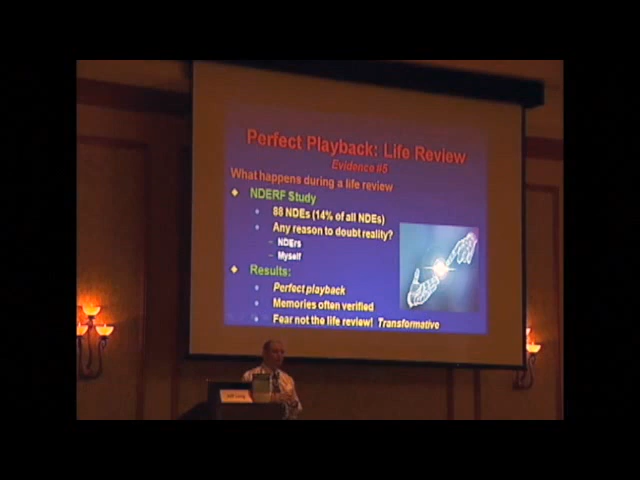 Perfect Playback: Life Review
Evidence #5
What happens during a life review
NDERF Study
88 NDEs (14% of all NDEs)
Any reason to doubt reality?
– NDErs
– Myself
Results:
Perfect playback
Memories often verified
Fear not the life review! Transformative
Jeff Long